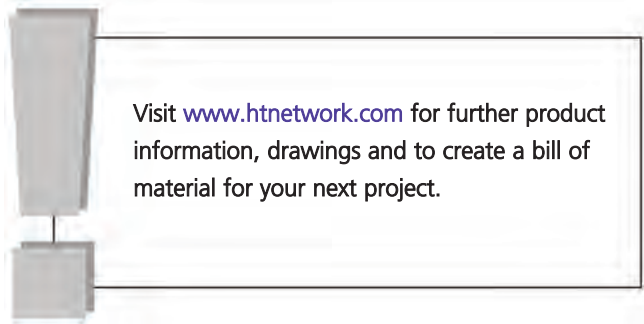 Visit www.htnetwork.com for further product
information, drawings and to create a bill of
material for your next project.